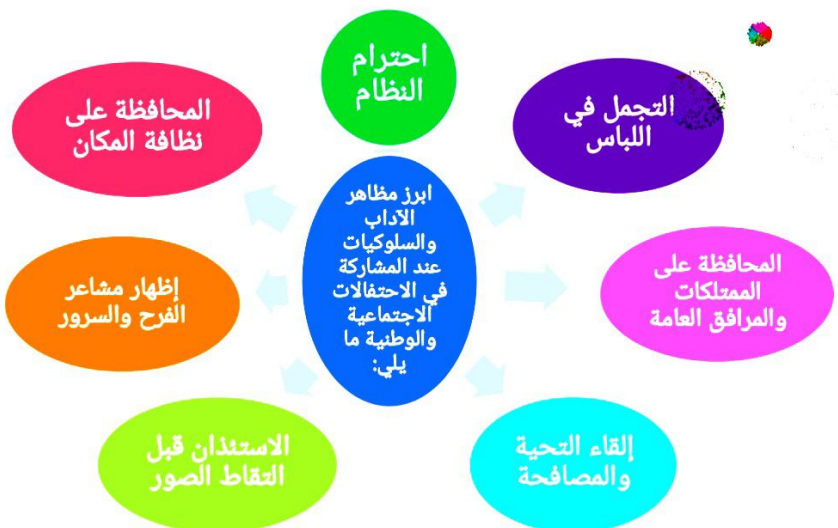 احترام
النظام
التجمل في
اللباس
المحافظة على
الممتلكات
والمرافق العامة
إلقاء التحية
والمصافحة
الاستئذان قبل
التقاط الصور
إظهار مشاعر
الفرح والسرور
المحافظة على
نظافة المكان
ابرز مظاهر
الآداب
والسلوكيات
عند المشاركة
في الاحتفالات
الاجتماعية
والوطنية ما
يلي: